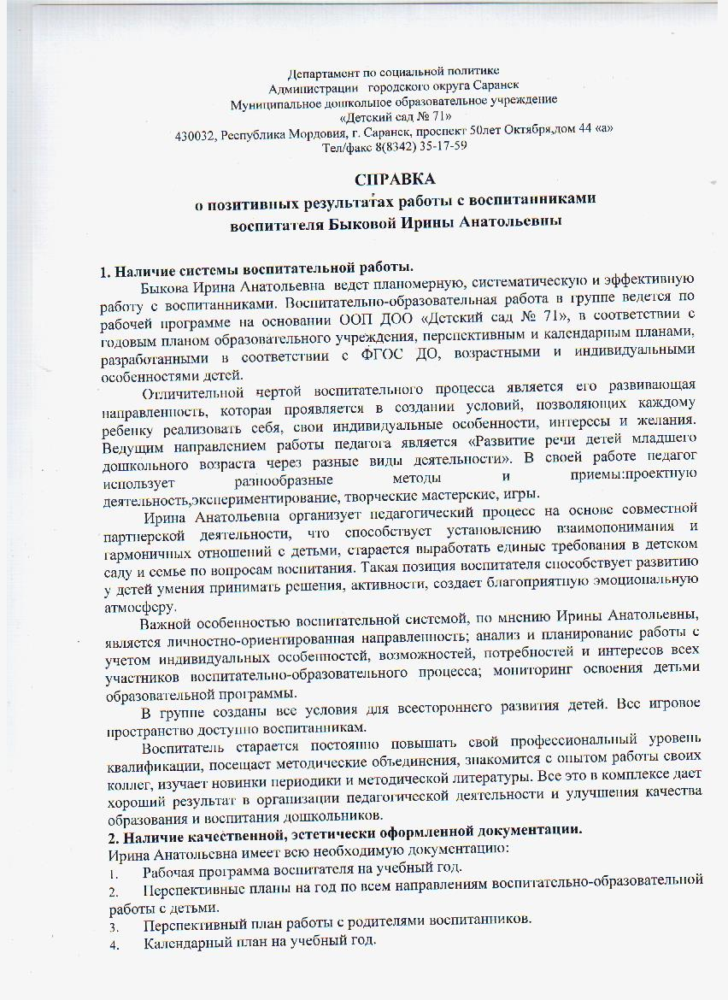 Департамент по социальной политике
Администрации городского округа Саранск
Муниципальное дошкольное образовательное учреждение
«Детский сад № 71»
430032, Республика Мордовия, г. Саранск, проспект 50лет Октября,дом 44 «а»
Тел/факс 8(8342) 35-17-59
СПРАВКА
о позитивных результатах работы с воспитанниками
воспитателя Быковой Ирины Анатольевны
1. Наличие системы воспитательной работы.
Быкова Ирина Анатольевна ведет планомерную, систематическую и эффективную
работу с воспитанниками. Воспитательно-образовательная работа в группе ведется по
рабочей программе на основании ООП ДОО «Детский сад № 71», в соответствии с
годовым планом образовательного учреждения, перспективным и календарным планами,
разработанными в соответствии с ФГОС ДО, возрастными и индивидуальными
особенностями детей.
Отличительной чертой воспитательного процесса является его развивающая
направленность, которая проявляется в создании условий, позволяющих каждому
ребенку реализовать себя, свои индивидуальные особенности, интересы и желания.
Ведущим направлением работы педагога является «Развитие речи детей младшего
дошкольного возраста через разные виды деятельности». В своей работе педагог
использует разнообразные методы и приемы:проектную
деятельность,экспериментирование, творческие мастерские, игры.
Ирина Анатольевна организует педагогический процесс на основе совместной
партнерской деятельности, что способствует установлению взаимопонимания и
гармоничных отношений с детьми, старается выработать единые требования в детском
саду и семье по вопросам воспитания. Такая позиция воспитателя способствует развитию
у детей умения принимать решения, активности, создает благоприятную эмоциональную
атмосферу.
Важной особенностью воспитательной системой, по мнению Ирины Анатольевны,
является личностно-ориентированная направленность; анализ и планирование работы с
учетом индивидуальных особенностей, возможностей, потребностей и интересов всех
участников воспитательно-образовательного процесса; мониторинг освоения детьми
образовательной программы.
В группе созданы все условия для всестороннего развития детей. Все игровое
пространство доступно воспитанникам.
Воспитатель старается постоянно повышать свой профессиональный уровень
квалификации, посещает методические объединения, знакомится с опытом работы своих
коллег, изучает новинки периодики и методической литературы. Все это в комплексе дает
хороший результат в организации педагогической деятельности и улучшения качества
образования и воспитания дошкольников.
2. Наличие качественной, эстетически оформленной документации.
Ирина Анатольевна имеет всю необходимую документацию:
1. Рабочая программа воспитателя на учебный год.
2. Перспективные планы на год по всем направлениям воспитательно-образовательной
работы с детьми.
3. Перспективный план работы с родителями воспитанников.
4. Календарный план на учебный год.